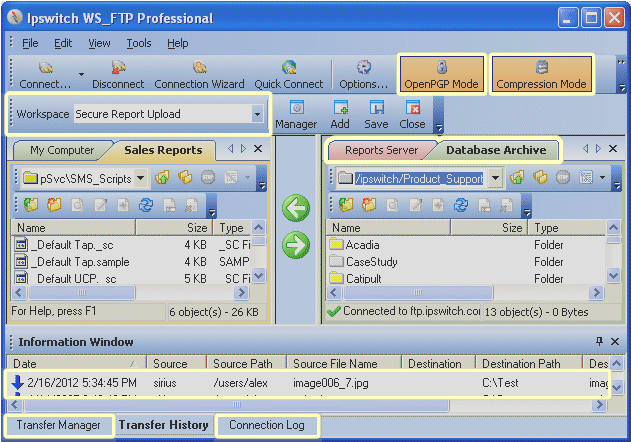 Ipswitch WS_FTP Professional
File Edit View Tools Help
Connect... Disconnect Connection Wizard Quick Connect Options... OpenPGP Mode Compression Mode
Workspace Secure Report Upload Manager Add Save Close
My Computer Sales Reports Reports Server Database Archive
pSvc\SMS_Scripts /ipswitch/Product_Support
Name Size Type Name Size Type
_Default Tap._sc 4 KB _SC Fi Acadia Folder
_Default Tap.sample 4 KB SAMP CaseStudy Folder
_Default UCP._sc 5 KB SC Fi Catipult Folder
For Help, press F1 6 object(s) - 26 KB Connected to ftp.ipswitch.con 13 object(s) - 0 Bytes
Information Window
Date Source Source Path Source File Name Destination Destination Path Des
2/16/2012 5:34:45 PM sirius /users/alex image006_7.jpg C:\Test imag
Transfer Manager Transfer History Connection Log